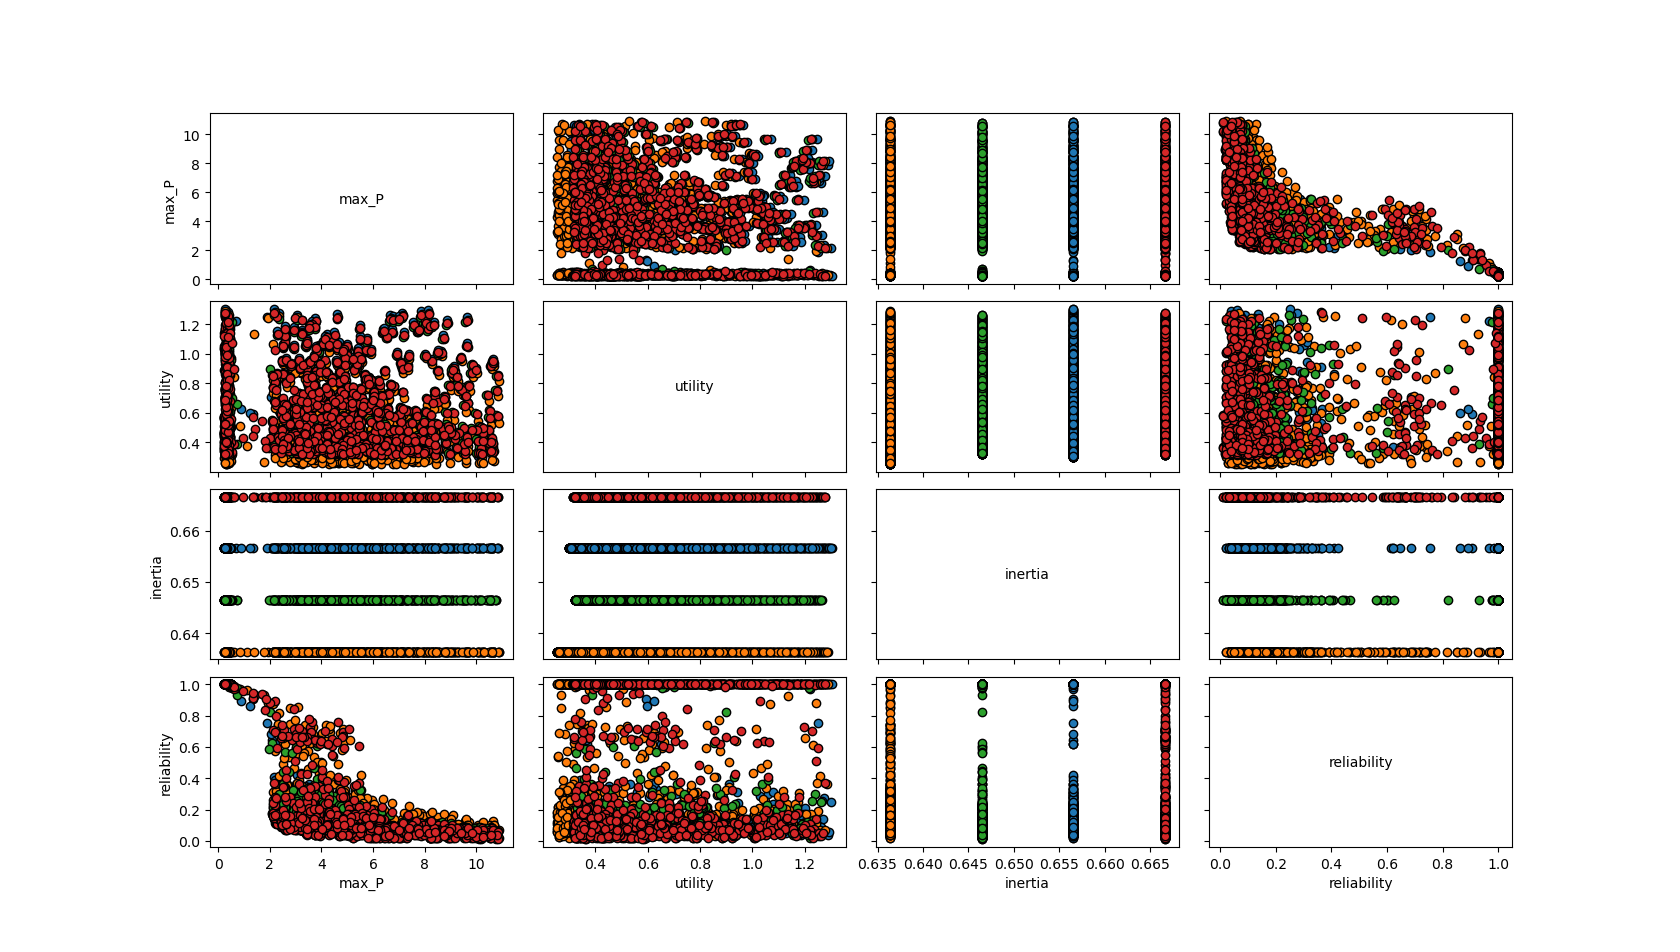 10
8
6
4
2
0
max_P
max_P
1.2
1.0
0.8
0.6
0.4
utility
utility
0.66
0.65
0.64
inertia
inertia
1.0
0.8
0.6
0.4
0.2
0.0
reliability
reliability
0 2 4 6 8 10
0.4 0.6 0.8 1.0 1.2
0.635 0.640 0.645 0.650 0.655 0.660 0.665
0.0 0.2 0.4 0.6 0.8 1.0
max_P utility inertia reliability